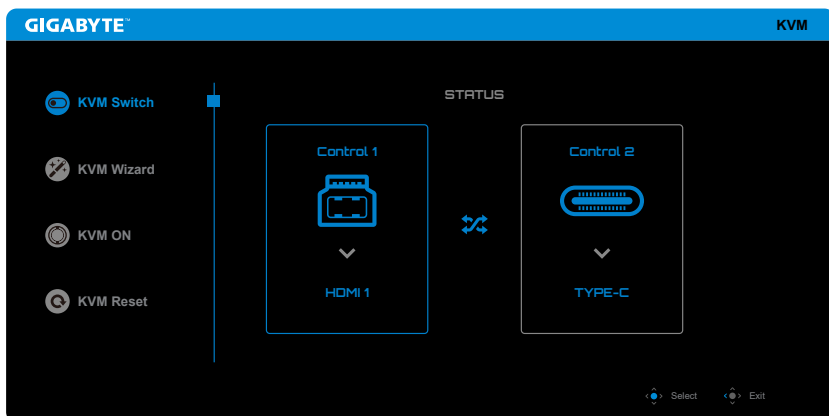 GIGABYTE™
KVM
KVM Switch
KVM Wizard
KVM ON
KVM Reset
STATUS
Control 1
HDMI 1
Control 2
TYPE-C
Select
Exit